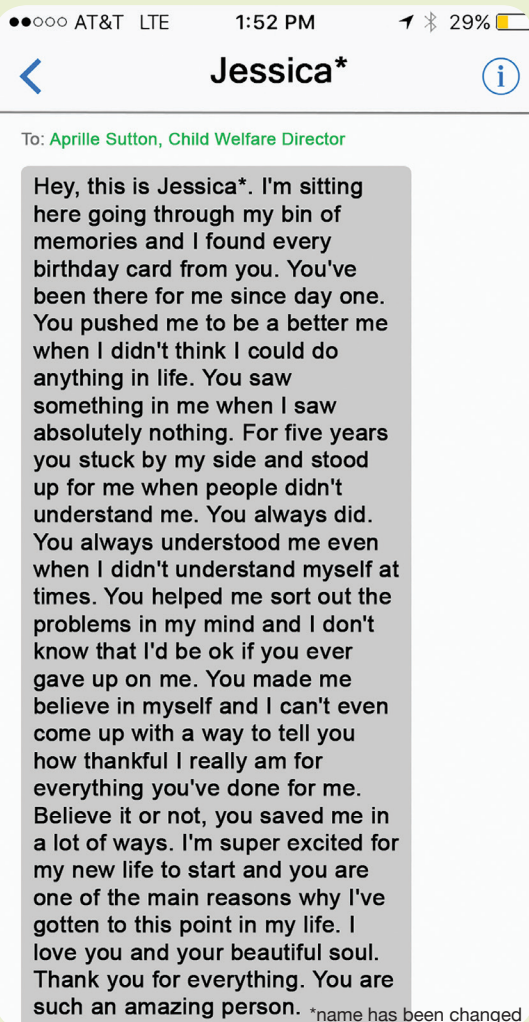 AT&T LTE 1:52 PM 29%
Jessica*
To: Aprille Sutton, Child Welfare Director
Hey, this is Jessica*. I'm sitting
here going through my bin of
memories and I found every
birthday card from you. You've
been there for me since day one.
You pushed me to be a better me
when I didn't think I could do
anything in life. You saw
something in me when I saw
absolutely nothing. For five years
you stuck by my side and stood
up for me when people didn't
understand me. You always did.
You always understood me even
when I didn't understand myself at
times. You helped me sort out the
problems in my mind and I don't
know that I'd be ok if you ever
gave up on me. You made me
believe in myself and I can't even
come up with a way to tell you
how thankful I really am for
everything you've done for me.
Believe it or not, you saved me in
a lot of ways. I'm super excited for
my new life to start and you are
one of the main reasons why I've
gotten to this point in my life. I
love you and your beautiful soul.
Thank you for everything. You are
such an amazing person.
*name has been changed